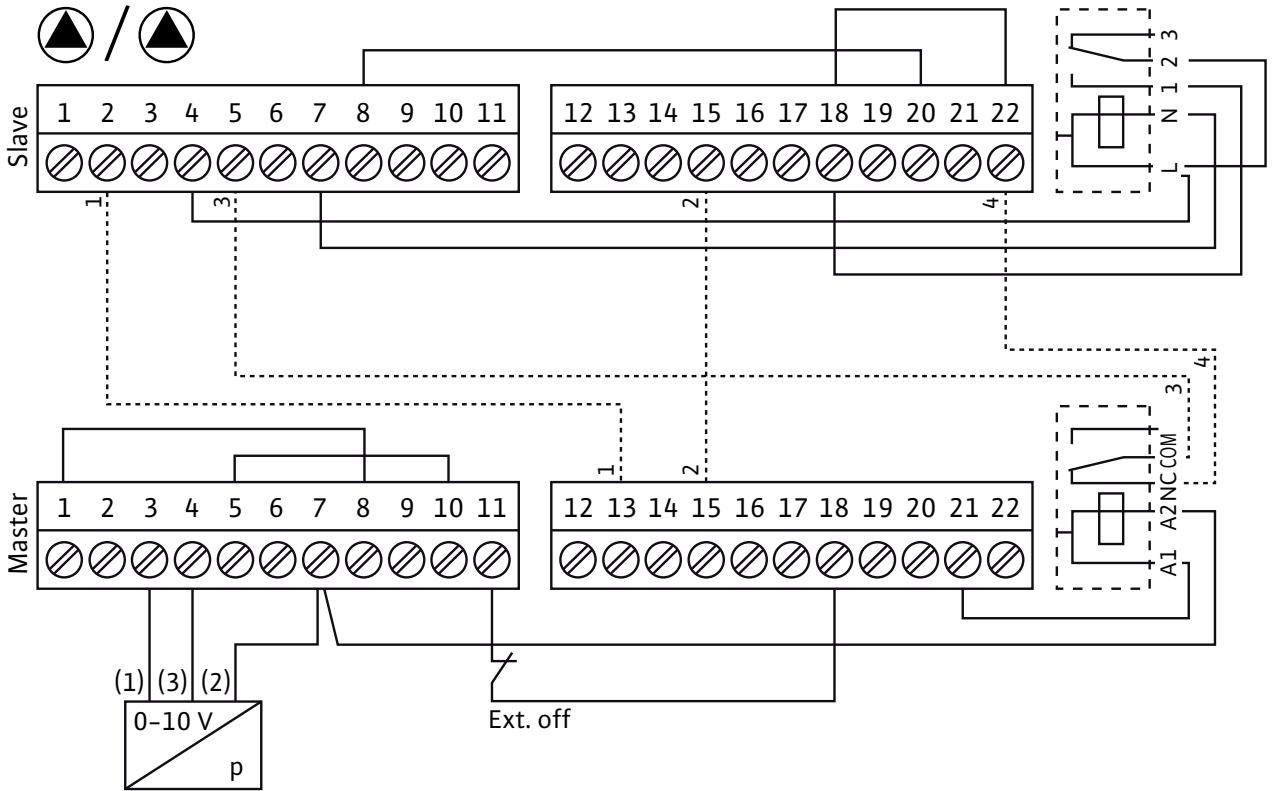 Slave
1 2 3 4 5 6 7 8 9 10 11
12 13 14 15 16 17 18 19 20 21 22
L N 1 2 3
1
3
2
4
4
3
1
2
Master
1 2 3 4 5 6 7 8 9 10 11
12 13 14 15 16 17 18 19 20 21 22
A1 A2 NC COM
(1) (3) (2)
0–10 V
p
Ext. off